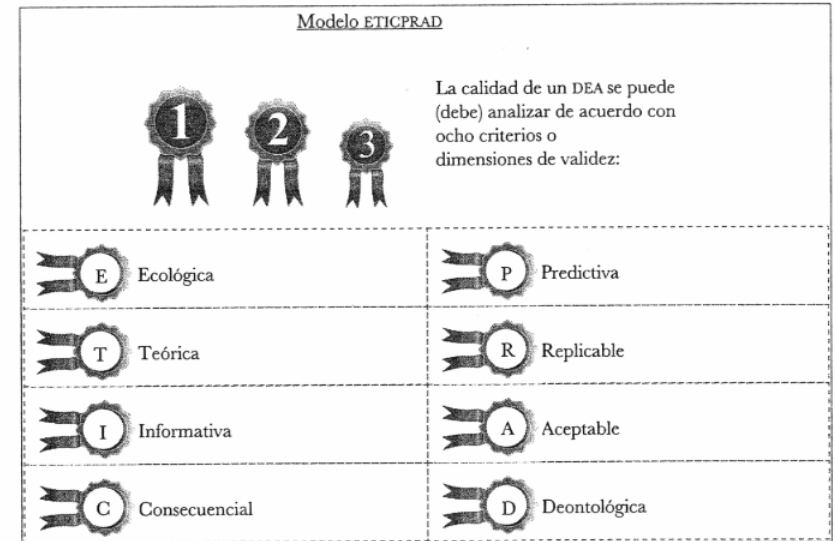 Modelo ETICPRAD
1
2
3
La calidad de un DEA se puede
(debe) analizar de acuerdo con
ocho criterios o
dimensiones de validez:
E Ecológica
P Predictiva
T Teórica
R Replicable
I Informativa
A Aceptable
C Consecuencial
D Deontológica